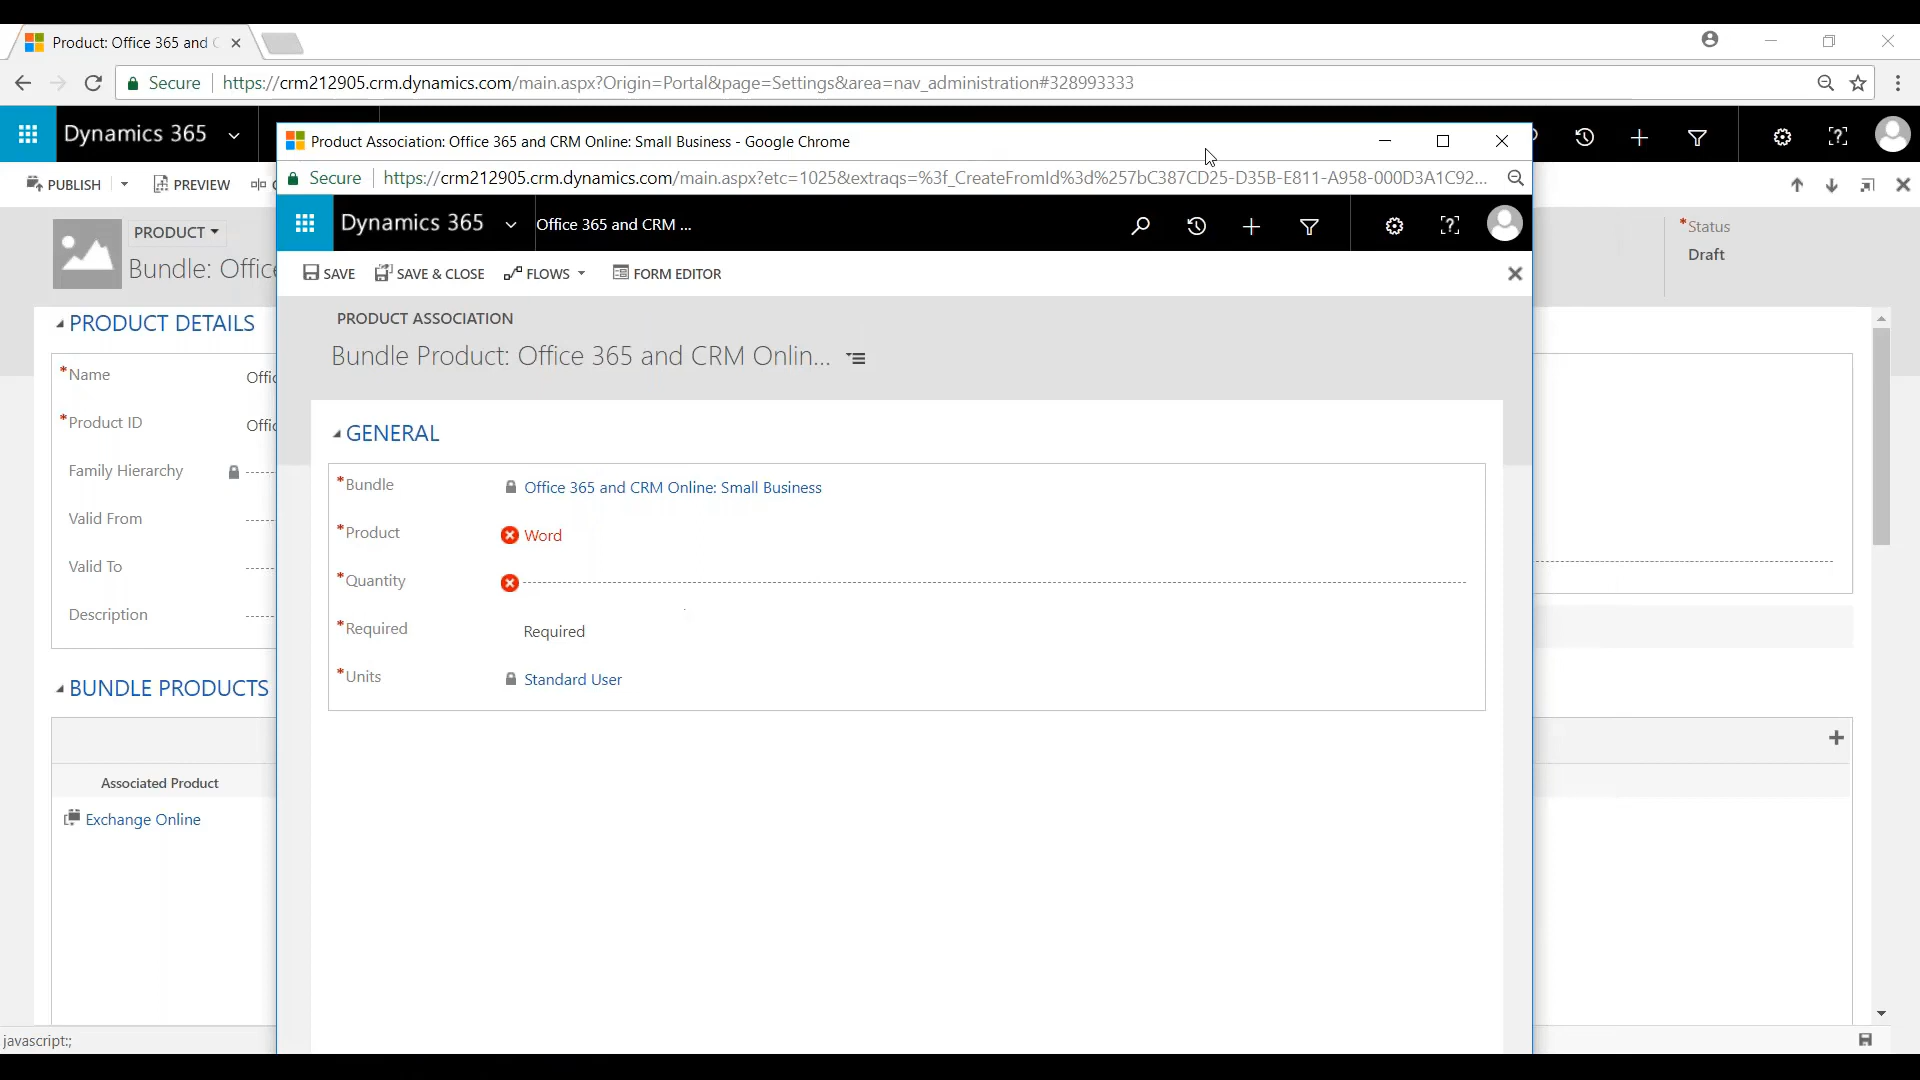 Product: Office 365 and C
Secure
https://crm212905.crm.dynamics.com/main.aspx?Origin=Portal&page=Settings&area=nav_administration#328993333
Dynamics 365
PUBLISH
PREVIEW
PRODUCT
Bundle: Office
*Status
Draft
PRODUCT DETAILS
*Name
Offic
*Product ID
Offic
Family Hierarchy
Valid From
Valid To
Description
BUNDLE PRODUCTS
Associated Product
Exchange Online
javascript:;
Product Association: Office 365 and CRM Online: Small Business - Google Chrome
Secure
https://crm212905.crm.dynamics.com/main.aspx?etc=1025&extraqs=%3f_CreateFromId%3d%257bC387CD25-D35B-E811-A958-000D3A1C92...
Dynamics 365
Office 365 and CRM ...
SAVE
SAVE & CLOSE
FLOWS
FORM EDITOR
PRODUCT ASSOCIATION
Bundle Product: Office 365 and CRM Onlin...
GENERAL
*Bundle
Office 365 and CRM Online: Small Business
*Product
Word
*Quantity
*Required
Required
*Units
Standard User